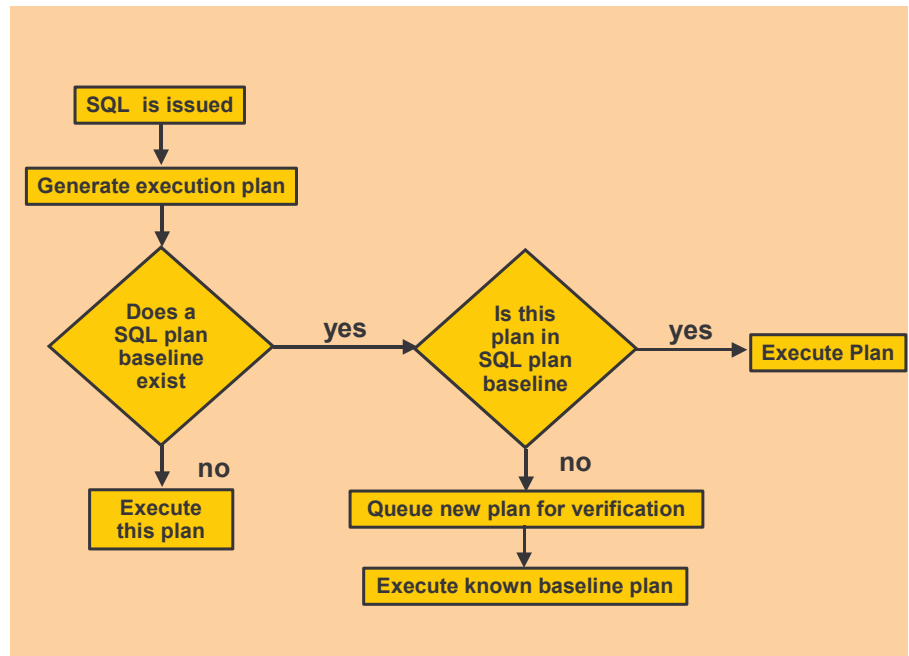 SQL is issued
Generate execution plan
Does a
SQL plan
baseline
exist
yes
Is this
plan in
SQL plan
baseline
yes
Execute Plan
no
Execute
this plan
no
Queue new plan for verification
Execute known baseline plan